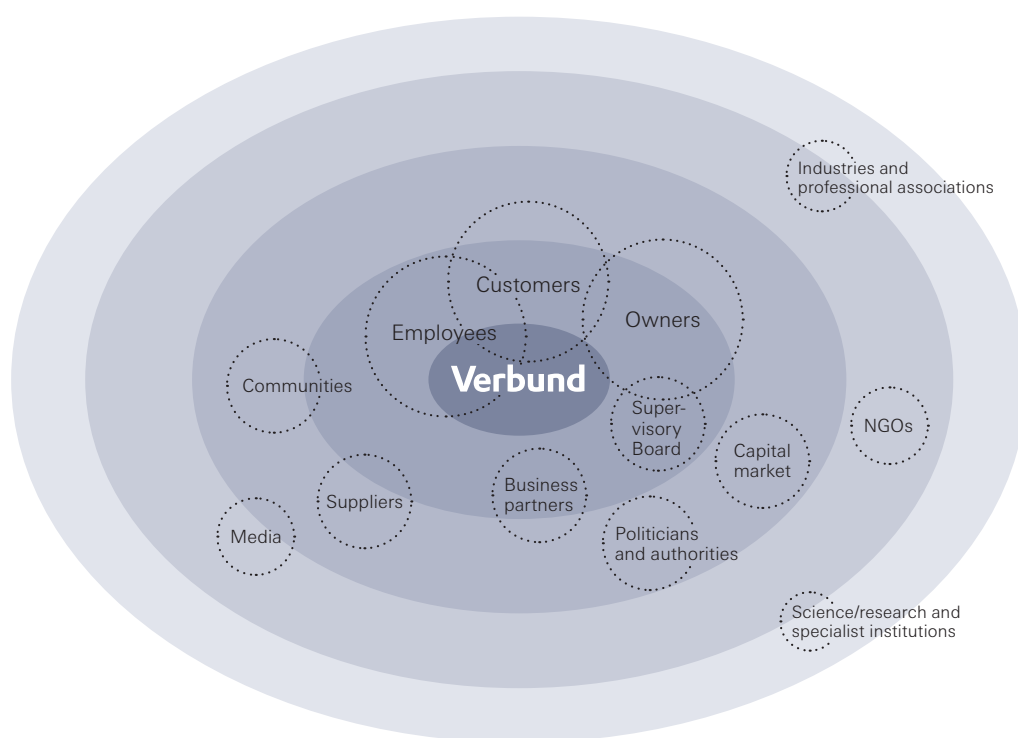 Industries and
professional associations
Customers
Owners
Employees
Verbund
Communities
Super-
visory
Board
NGOs
Capital
market
Business
partners
Suppliers
Media
Politicians
and authorities
Science/research and
specialist institutions